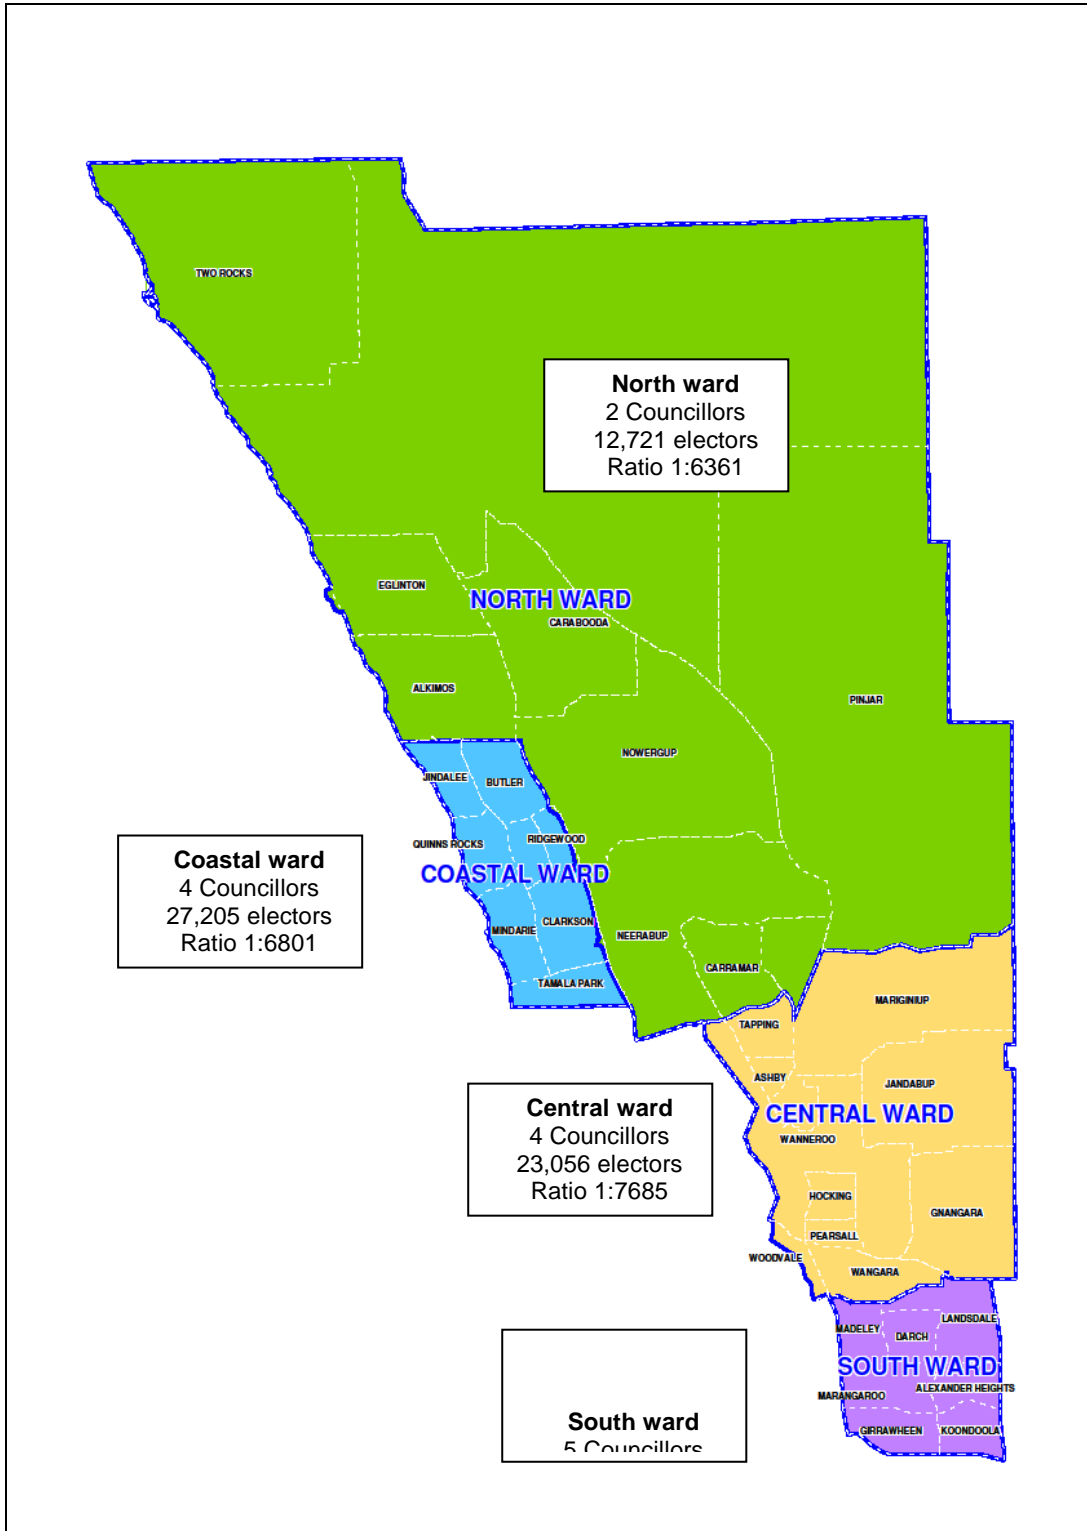 TWO ROCKS
North ward
2 Councillors
12,721 electors
Ratio 1:6361
EGLINTON
NORTH WARD
CARABOODA
ALKIMOS
PINJAR
NOWERGUP
JINDALEE
BUTLER
RIDGEWOOD
QUINNS ROCKS
COASTAL WARD
Coastal ward
4 Councillors
27,205 electors
Ratio 1:6801
CLARKSON
MINDARIE
NEERABUP
CARRAMAR
TAMALA PARK
MARIGINIUP
TAPPING
ASHBY
JANDABUP
CENTRAL WARD
Central ward
4 Councillors
23,056 electors
Ratio 1:7685
WANNEROO
HOCKING
GNANGARA
PEARSALL
WOODVALE
WANGARA
LANDSDALE
MADELEY
DARCH
SOUTH WARD
ALEXANDER HEIGHTS
MARANGAROO
GIRRAWHEEN
KOONDOOLA
South ward
5 Councillors